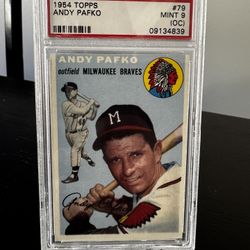 1954 TOPPS #79
ANDY PAFKO MINT 9
(OC)
09134839
ANDY PAFKO
outfield MILWAUKEE BRAVES
M